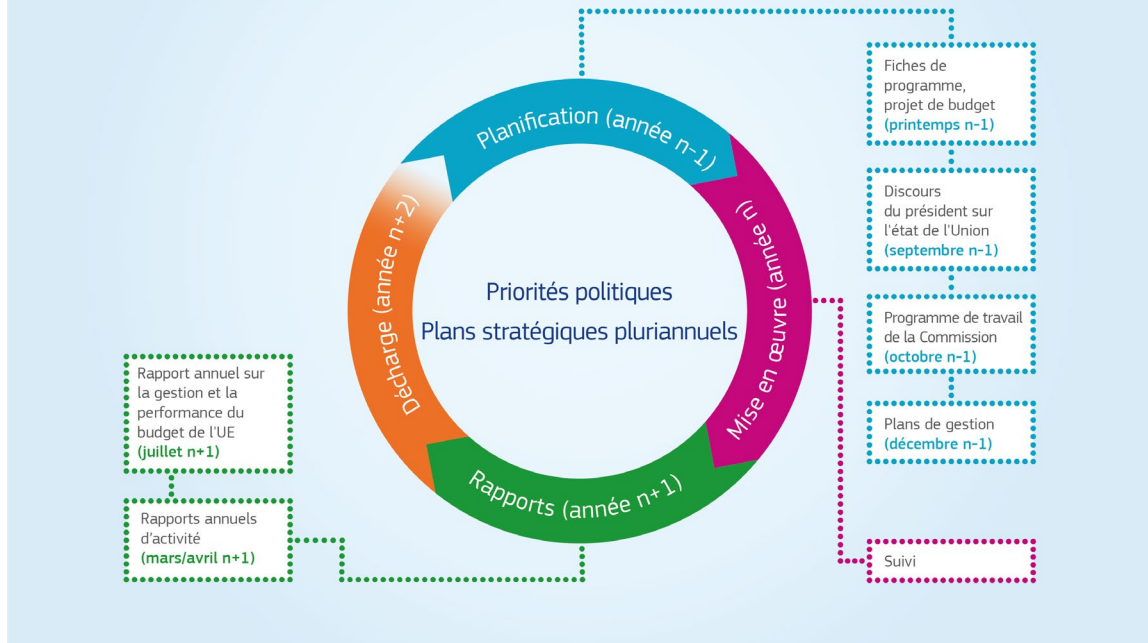 Planification (année n-1)
Mise en œuvre (année n)
Rapports (année n+1)
Décharge (année n+2)
Priorités politiques
Plans stratégiques pluriannuels
Fiches de
programme,
projet de budget
(printemps n-1)
Discours
du président sur
l'état de l'Union
(septembre n-1)
Programme de travail
de la Commission
(octobre n-1)
Plans de gestion
(décembre n-1)
Suivi
Rapport annuel sur
la gestion et la
performance du
budget de l'UE
(juillet n+1)
Rapports annuels
d’activité
(mars/avril n+1)